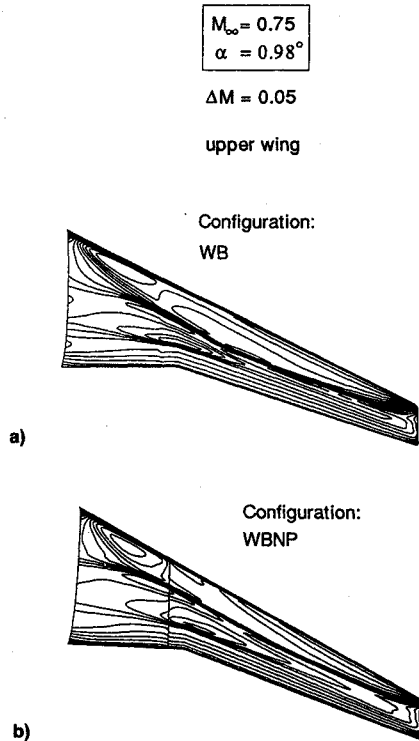 M∞ = 0.75
α = 0.98°
ΔM = 0.05
upper wing
Configuration:
WB
a)
Configuration:
WBNP
b)